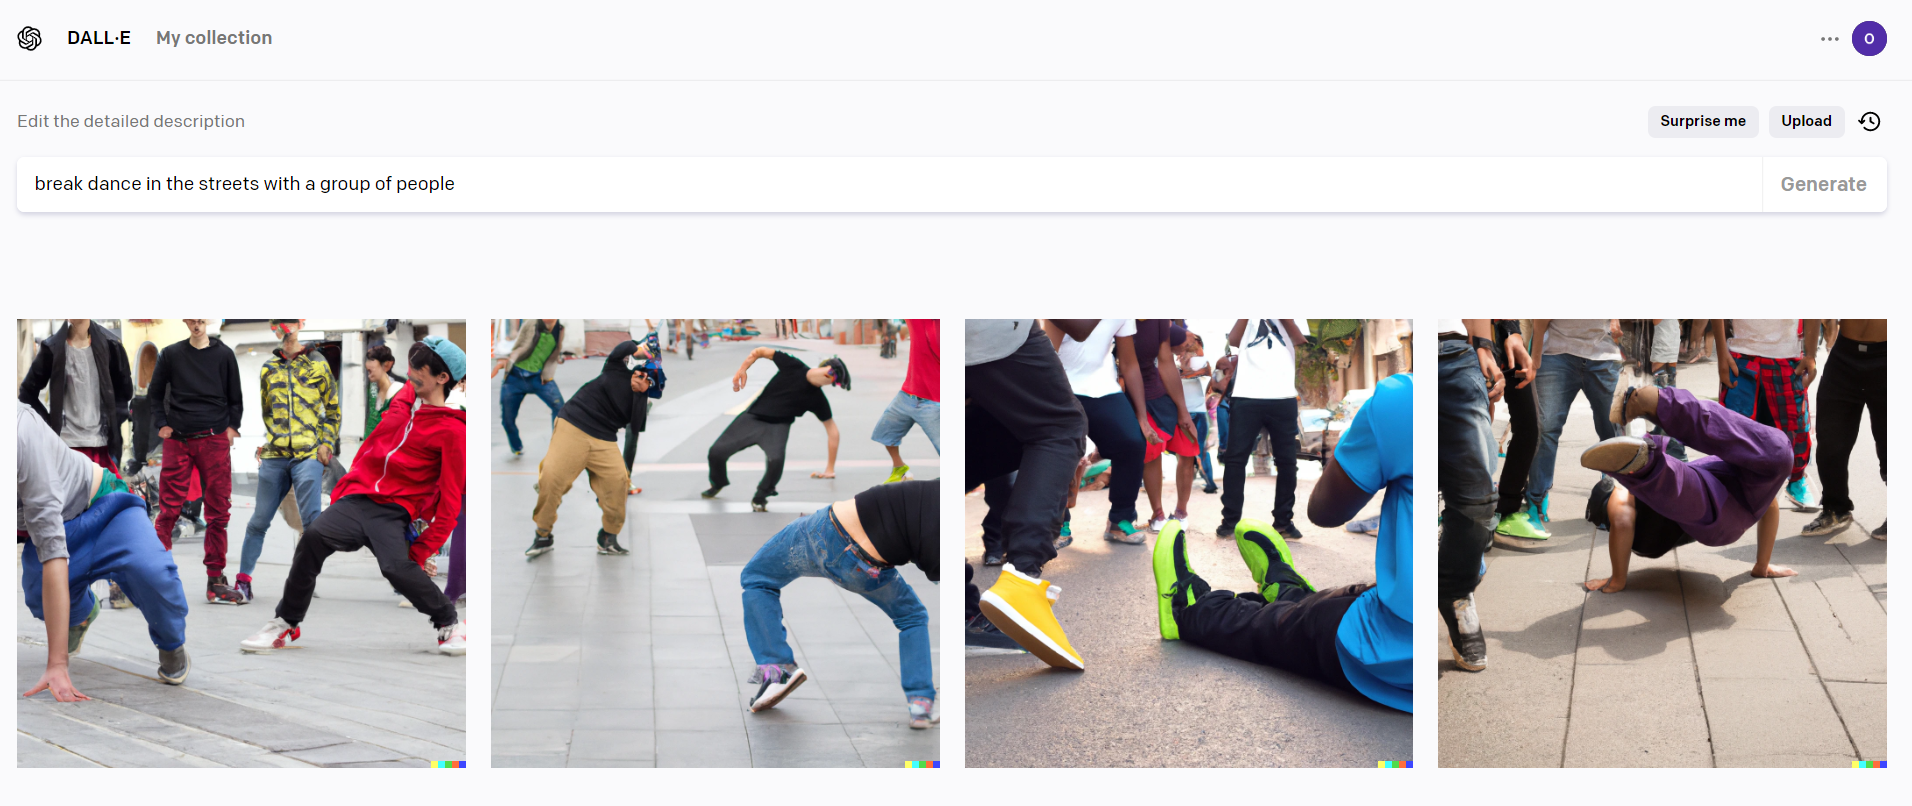 DALL·E My collection ··· O
Edit the detailed description Surprise me Upload
break dance in the streets with a group of people Generate